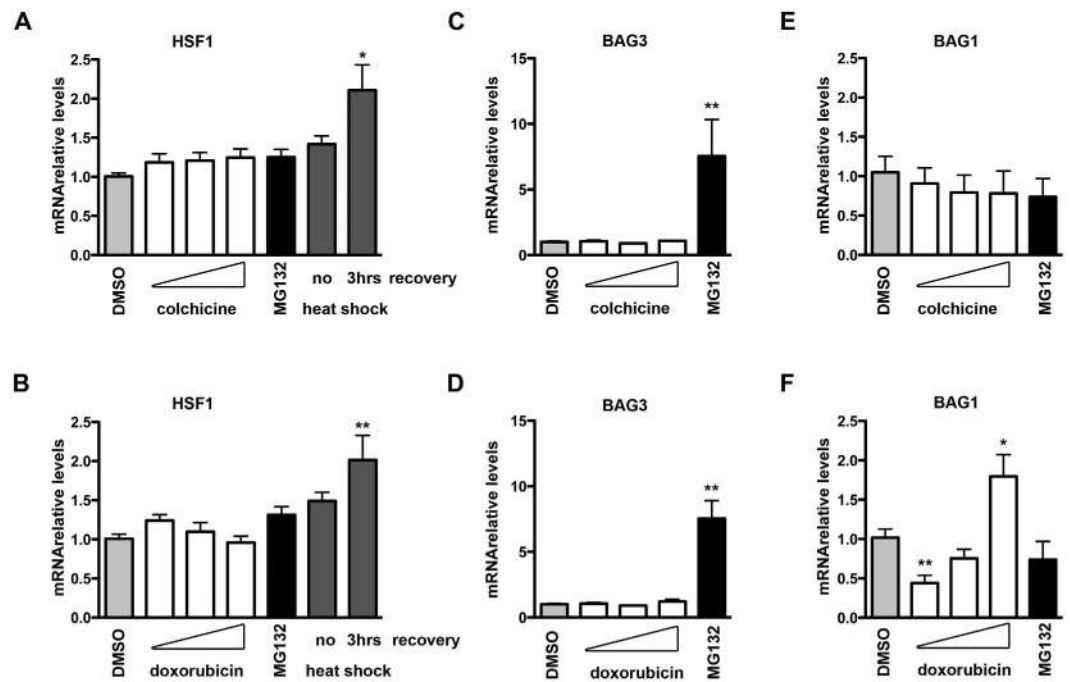 A
HSF1
mRNArelative levels
2.5
2.0
1.5
1.0
0.5
0.0
*
DMSO
colchicine
MG132
no 3hrs recovery
heat shock
C
BAG3
mRNArelative levels
15
10
5
0
**
DMSO
colchicine
MG132
E
BAG1
mRNArelative levels
2.5
2.0
1.5
1.0
0.5
0.0
DMSO
colchicine
MG132
B
HSF1
mRNArelative levels
2.5
2.0
1.5
1.0
0.5
0.0
**
DMSO
doxorubicin
MG132
no 3hrs recovery
heat shock
D
BAG3
mRNArelative levels
15
10
5
0
**
DMSO
doxorubicin
MG132
F
BAG1
mRNArelative levels
2.5
2.0
1.5
1.0
0.5
0.0
**
*
DMSO
doxorubicin
MG132